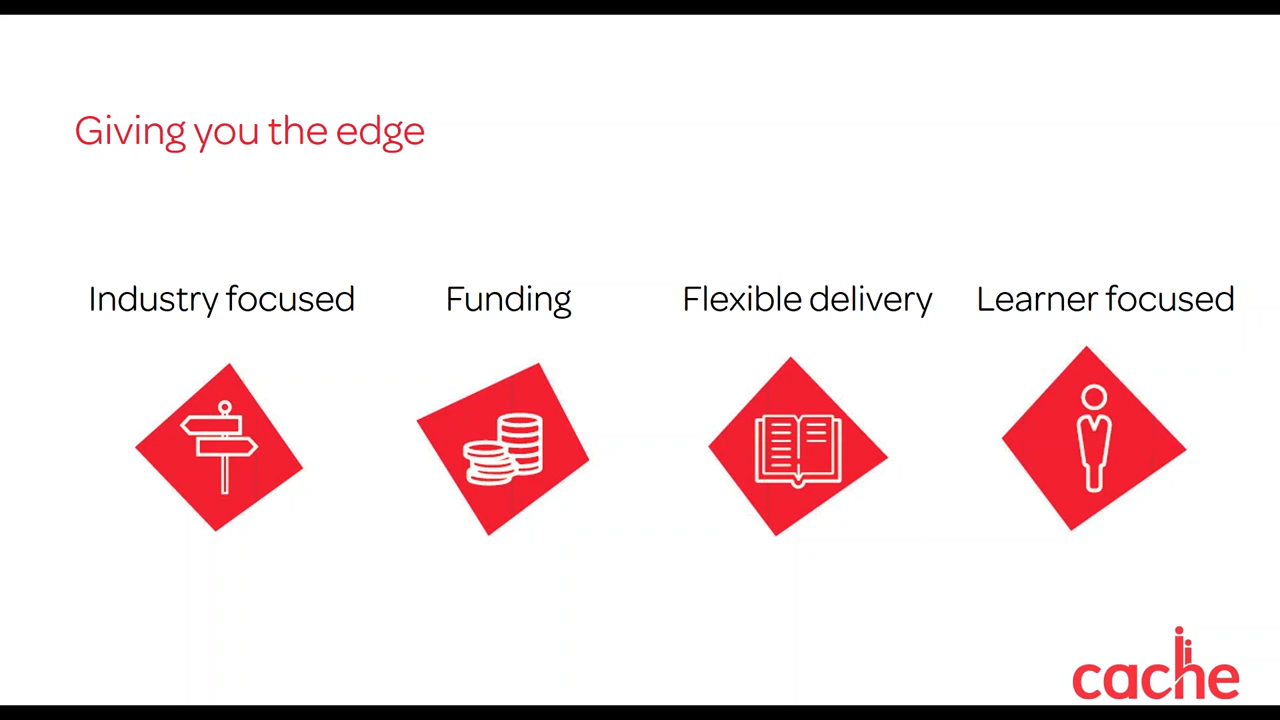 Giving you the edge
Industry focused
Funding
Flexible delivery
Learner focused
cache